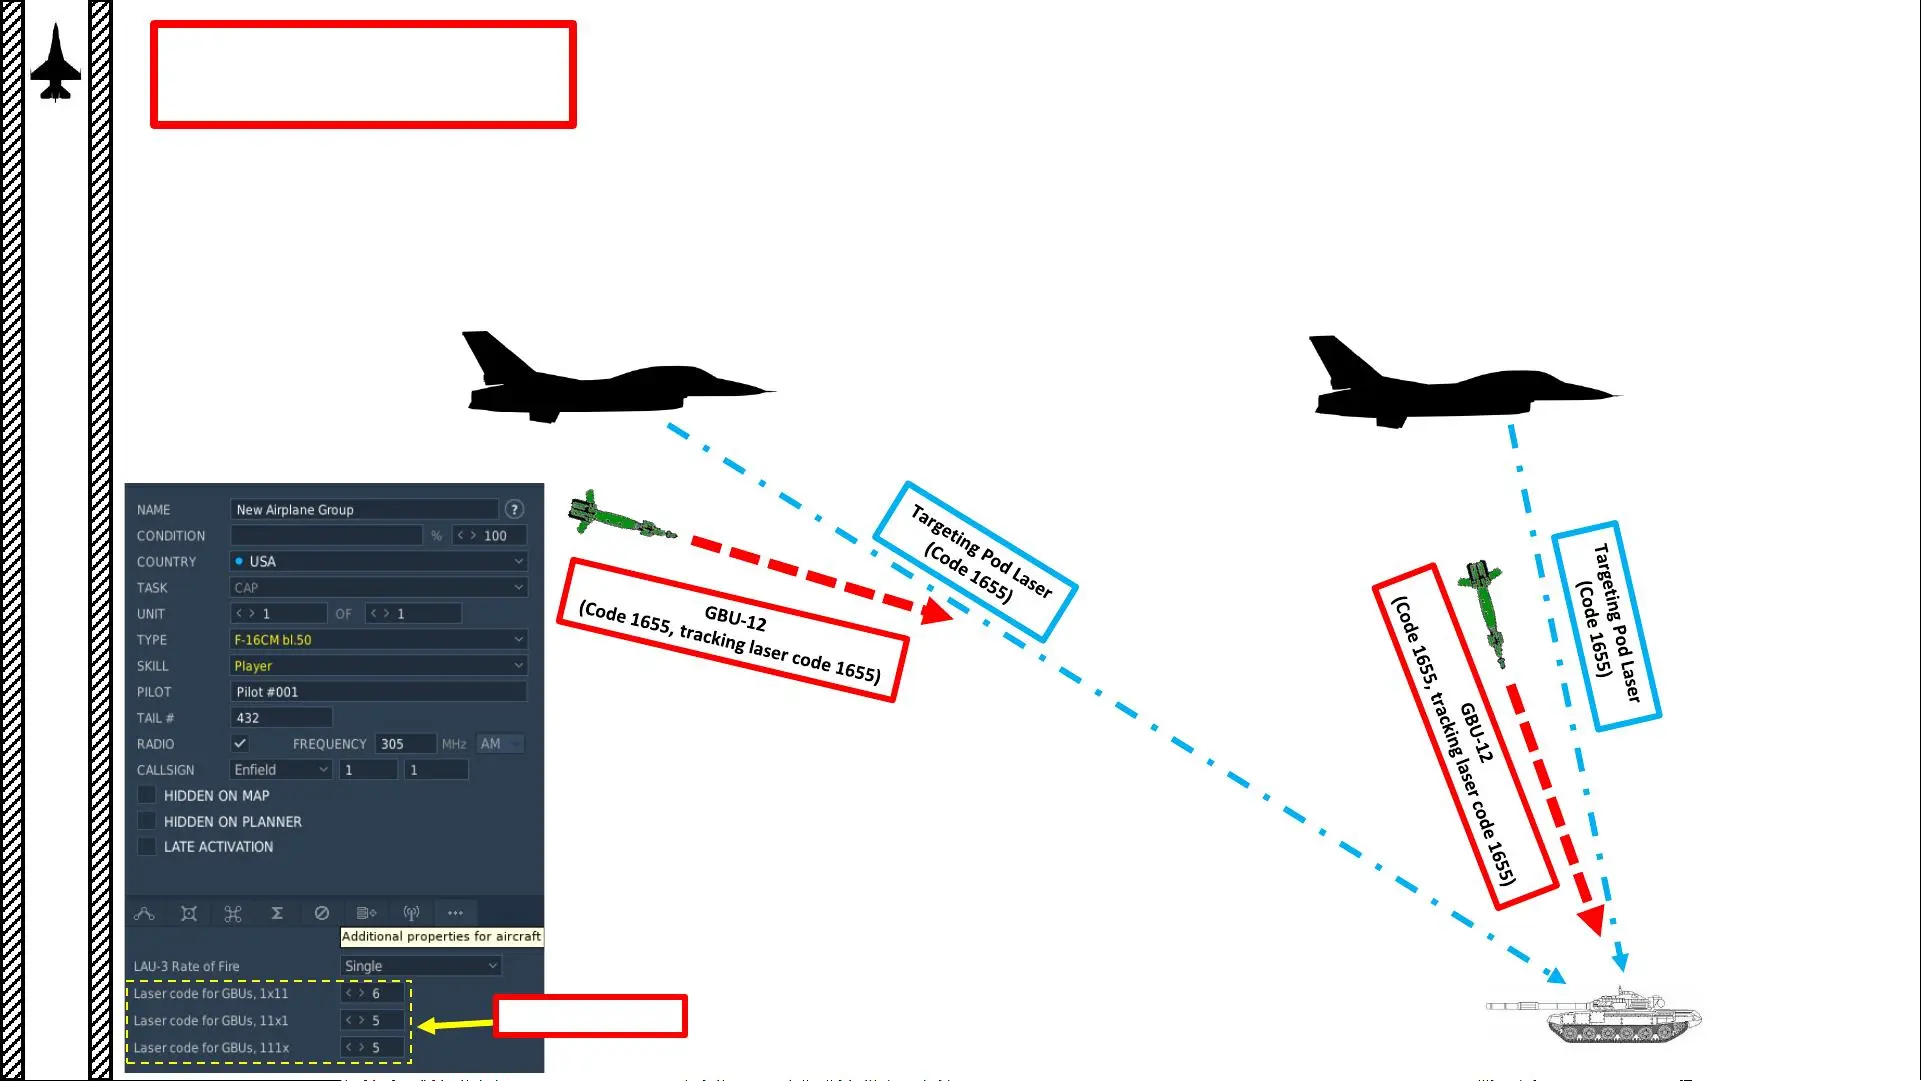 NAME New Airplane Group ?
CONDITION % < > 100
COUNTRY USA
TASK CAP
UNIT < > 1 OF < > 1
TYPE F-16CM bl.50
SKILL Player
PILOT Pilot #001
TAIL # 432
RADIO FREQUENCY 305 MHz AM
CALLSIGN Enfield 1 1
HIDDEN ON MAP
HIDDEN ON PLANNER
LATE ACTIVATION
Additional properties for aircraft
LAU-3 Rate of Fire Single
Laser code for GBUs, 1x11 < > 6
Laser code for GBUs, 11x1 < > 5
Laser code for GBUs, 111x < > 5
GBU-12
(Code 1655, tracking laser code 1655)
Targeting Pod Laser
(Code 1655)
GBU-12
(Code 1655, tracking laser code 1655)
Targeting Pod Laser
(Code 1655)